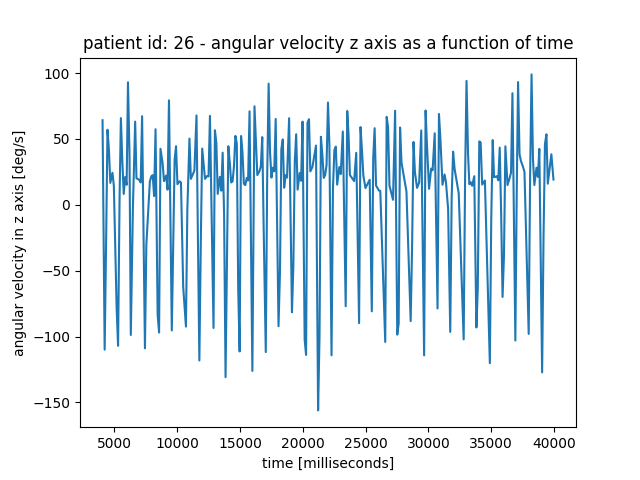 patient id: 26 - angular velocity z axis as a function of time
angular velocity in z axis [deg/s]
100
50
0
−50
−100
−150
5000 10000 15000 20000 25000 30000 35000 40000
time [milliseconds]